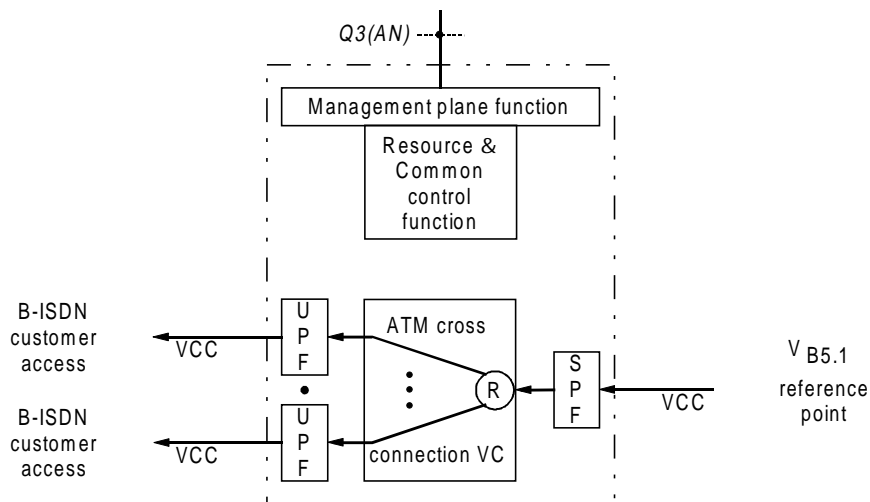 Q3(AN)
Management plane function
Resource &
Common
control
function
B-ISDN
customer
access
VCC
U
P
F
ATM cross
R
S
P
F
VCC
V B5.1
reference
point
B-ISDN
customer
access
VCC
U
P
F
connection VC